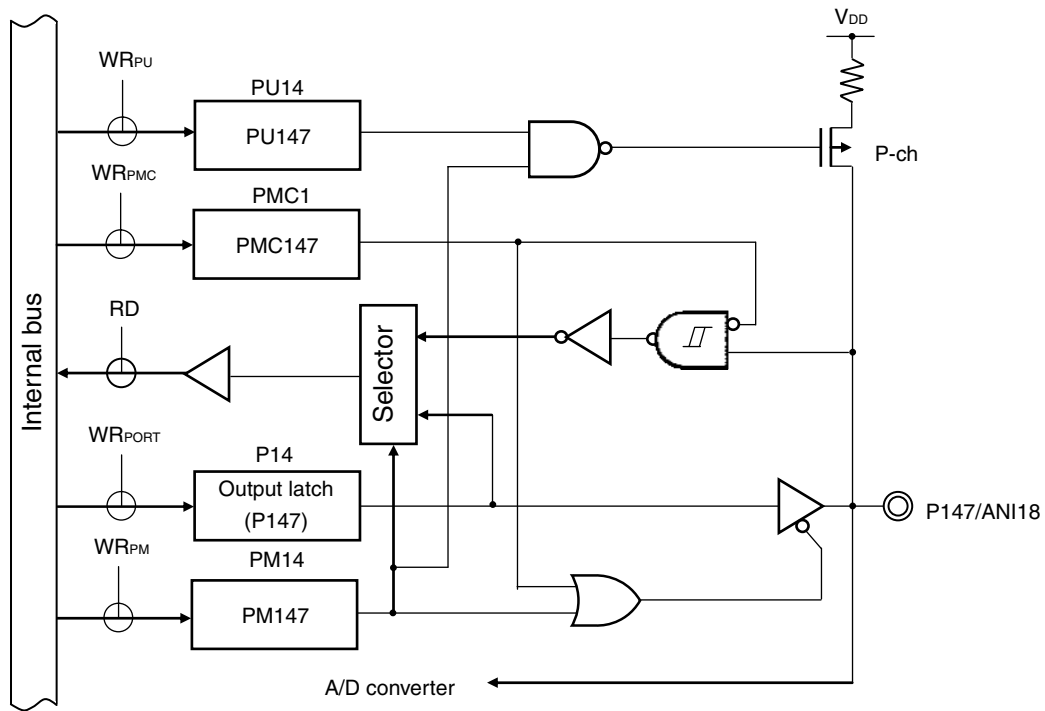 VDD
WRPU
PU14
PU147
P-ch
WRPMC
PMC1
PMC147
RD
Selector
Internal bus
WRPORT
P14
Output latch
(P147)
P147/ANI18
WRPM
PM14
PM147
A/D converter